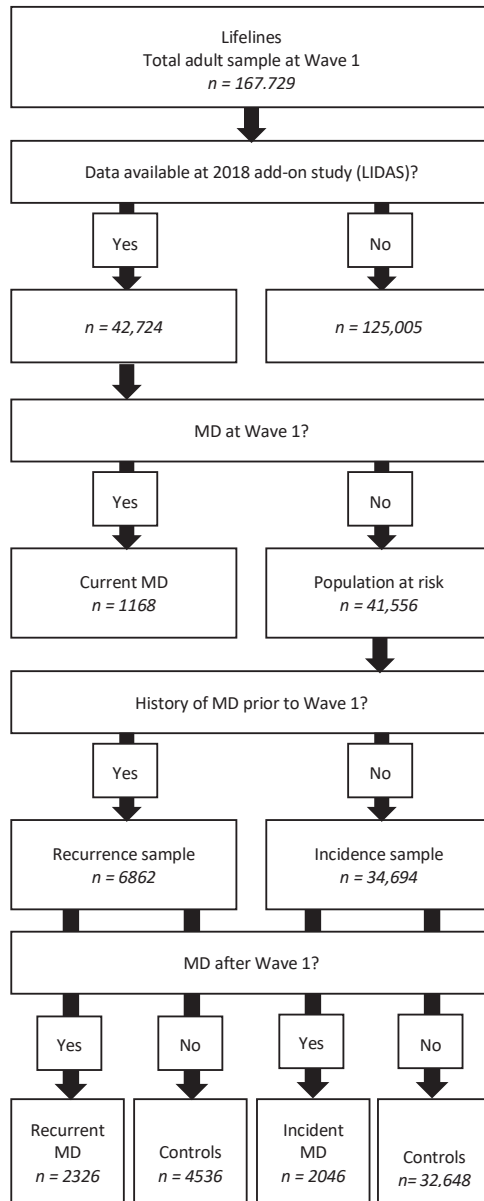 Lifelines
Total adult sample at Wave 1
n = 167.729
Data available at 2018 add-on study (LIDAS)?
Yes
No
n = 42,724
n = 125,005
MD at Wave 1?
Yes
No
Current MD
n = 1168
Population at risk
n = 41,556
History of MD prior to Wave 1?
Yes
No
Recurrence sample
n = 6862
Incidence sample
n = 34,694
MD after Wave 1?
Yes
No
Yes
No
Recurrent
MD
n = 2326
Controls
n = 4536
Incident
MD
n = 2046
Controls
n= 32,648